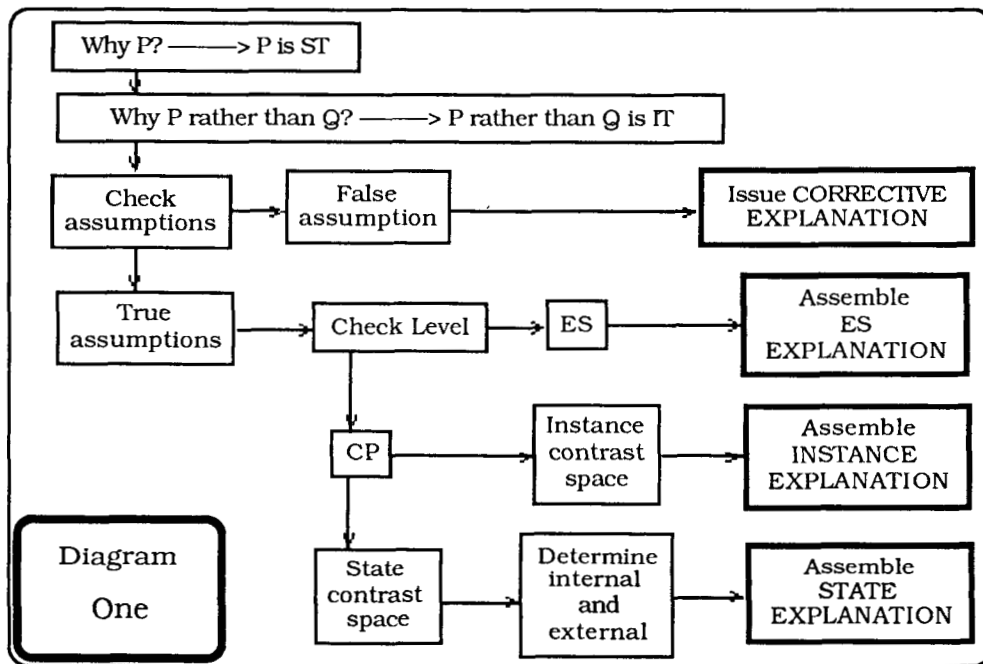 Why P? ———> P is ST
Why P rather than Q? ———> P rather than Q is IT
Check
assumptions
False
assumption
Issue CORRECTIVE
EXPLANATION
True
assumptions
Check Level
ES
Assemble
ES
EXPLANATION
CP
Instance
contrast
space
Assemble
INSTANCE
EXPLANATION
State
contrast
space
Determine
internal
and
external
Assemble
STATE
EXPLANATION
Diagram
One